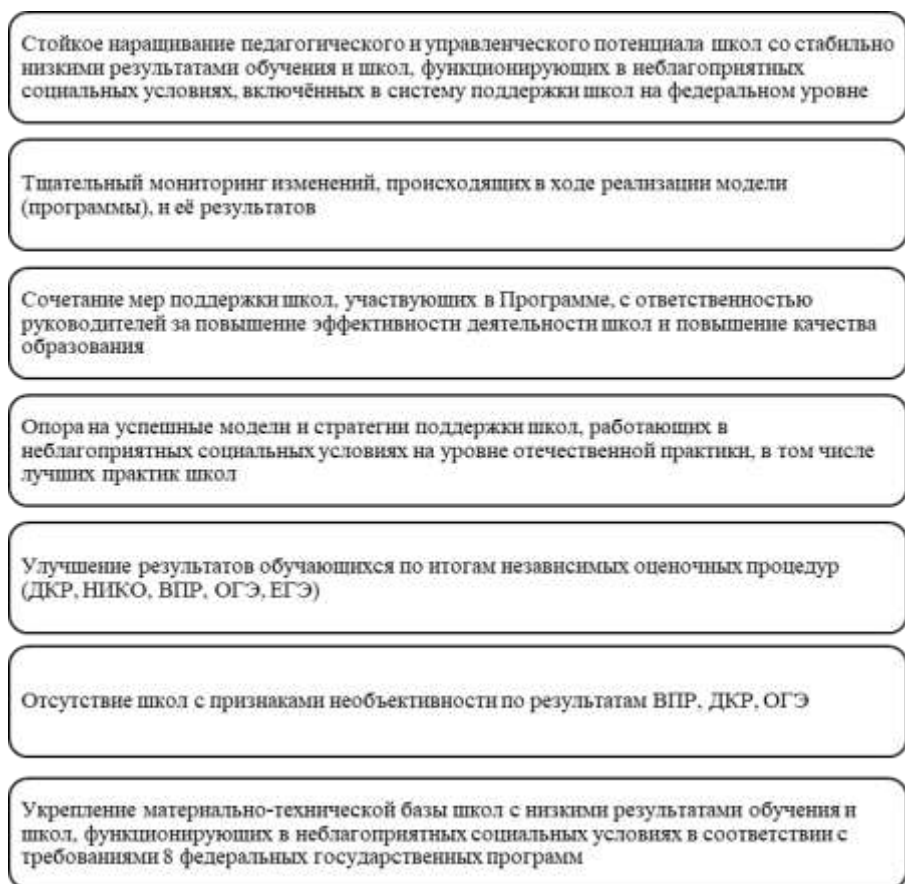 Стойкое наращивание педагогического и управленческого потенциала школ со стабильно
низкими результатами обучения и школ, функционирующих в неблагоприятных
социальных условиях, включённых в систему поддержки школ на федеральном уровне
Тщательный мониторинг изменений, происходящих в ходе реализации модели
(программы), и её результатов
Сочетание мер поддержки школ, участвующих в Программе, с ответственностью
руководителей за повышение эффективности деятельности школ и повышение качества
образования
Опора на успешные модели и стратегии поддержки школ, работающих в
неблагоприятных социальных условиях на уровне отечественной практики, в том числе
лучших практик школ
Улучшение результатов обучающихся по итогам независимых оценочных процедур
(ДКР, НИКО, ВПР, ОГЭ, ЕГЭ)
Отсутствие школ с признаками необъективности по результатам ВПР, ДКР, ОГЭ
Укрепление материально-технической базы школ с низкими результатами обучения и
школ, функционирующих в неблагоприятных социальных условиях в соответствии с
требованиями 8 федеральных государственных программ